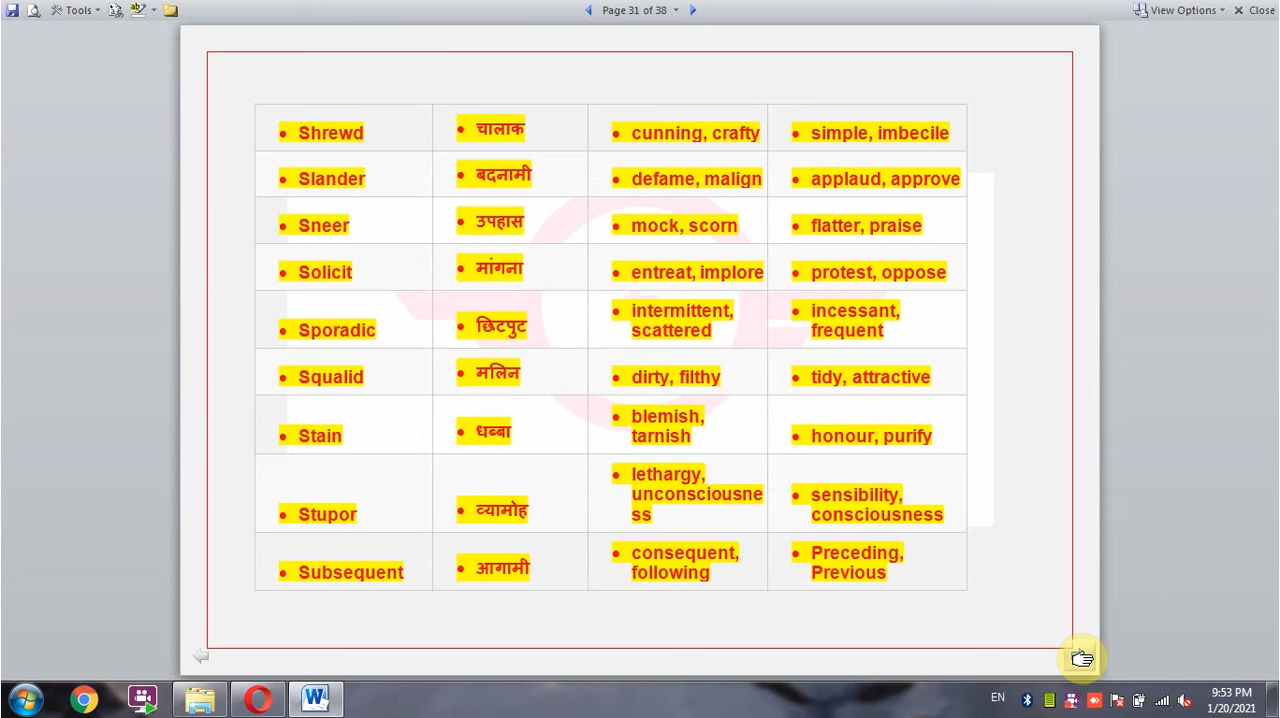 Tools
Page 31 of 38
View Options
Close
• Shrewd • चालाक • cunning, crafty • simple, imbecile
• Slander • बदनामी • defame, malign • applaud, approve
• Sneer • उपहास • mock, scorn • flatter, praise
• Solicit • मांगना • entreat, implore • protest, oppose
• Sporadic • छिटपुट • intermittent,
scattered • incessant,
frequent
• Squalid • मलिन • dirty, filthy • tidy, attractive
• Stain • धब्बा • blemish,
tarnish • honour, purify
• Stupor • व्यामोह • lethargy,
unconsciousne
ss • sensibility,
consciousness
• Subsequent • आगामी • consequent,
following • Preceding,
Previous
EN
9:53 PM
1/20/2021